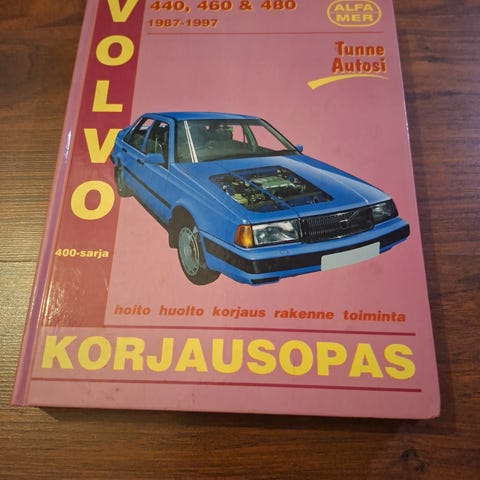 VOLVO
440, 460 & 480
1987-1997
ALFA
MER
Tunne
Autosi
400-sarja
hoito huolto korjaus rakenne toiminta
KORJAUSOPAS